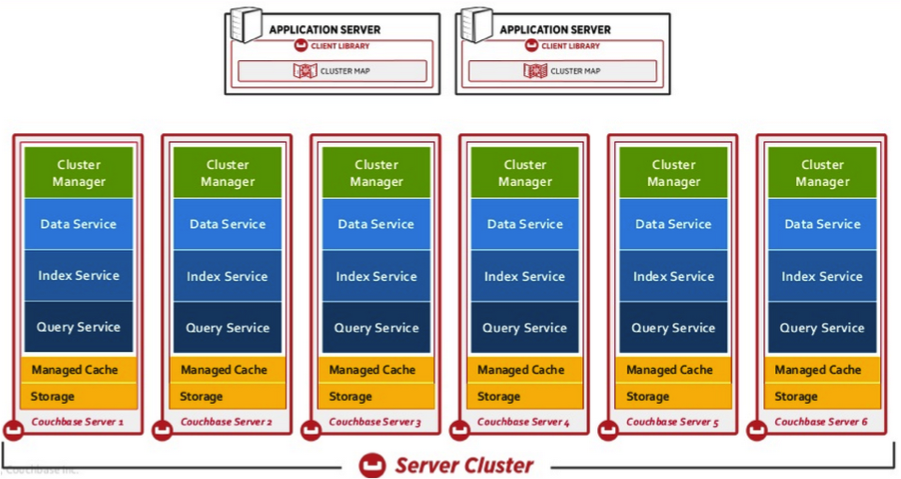 APPLICATION SERVER
CLIENT LIBRARY
CLUSTER MAP
APPLICATION SERVER
CLIENT LIBRARY
CLUSTER MAP
Cluster
Manager
Data Service
Index Service
Query Service
Managed Cache
Storage
Couchbase Server 1
Cluster
Manager
Data Service
Index Service
Query Service
Managed Cache
Storage
Couchbase Server 2
Cluster
Manager
Data Service
Index Service
Query Service
Managed Cache
Storage
Couchbase Server 3
Cluster
Manager
Data Service
Index Service
Query Service
Managed Cache
Storage
Couchbase Server 4
Cluster
Manager
Data Service
Index Service
Query Service
Managed Cache
Storage
Couchbase Server 5
Cluster
Manager
Data Service
Index Service
Query Service
Managed Cache
Storage
Couchbase Server 6
Server Cluster
Couchbase Inc.